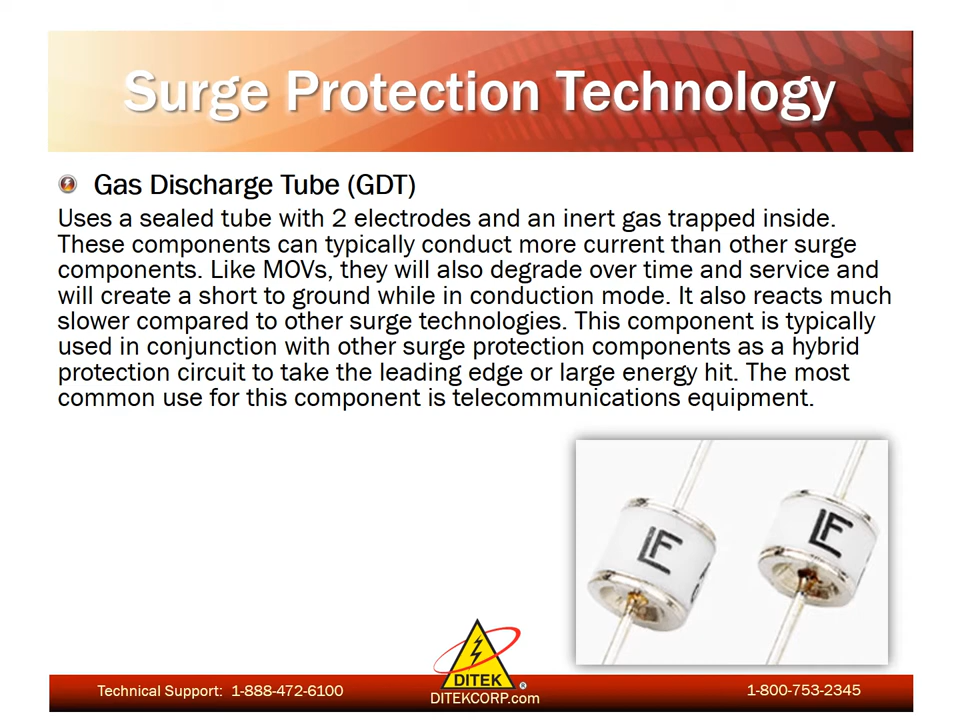 Surge Protection Technology
Gas Discharge Tube (GDT)
Uses a sealed tube with 2 electrodes and an inert gas trapped inside.
These components can typically conduct more current than other surge
components. Like MOVs, they will also degrade over time and service and
will create a short to ground while in conduction mode. It also reacts much
slower compared to other surge technologies. This component is typically
used in conjunction with other surge protection components as a hybrid
protection circuit to take the leading edge or large energy hit. The most
common use for this component is telecommunications equipment.
LF
LF
DITEK®
Technical Support: 1-888-472-6100
DITEKCORP.com
1-800-753-2345